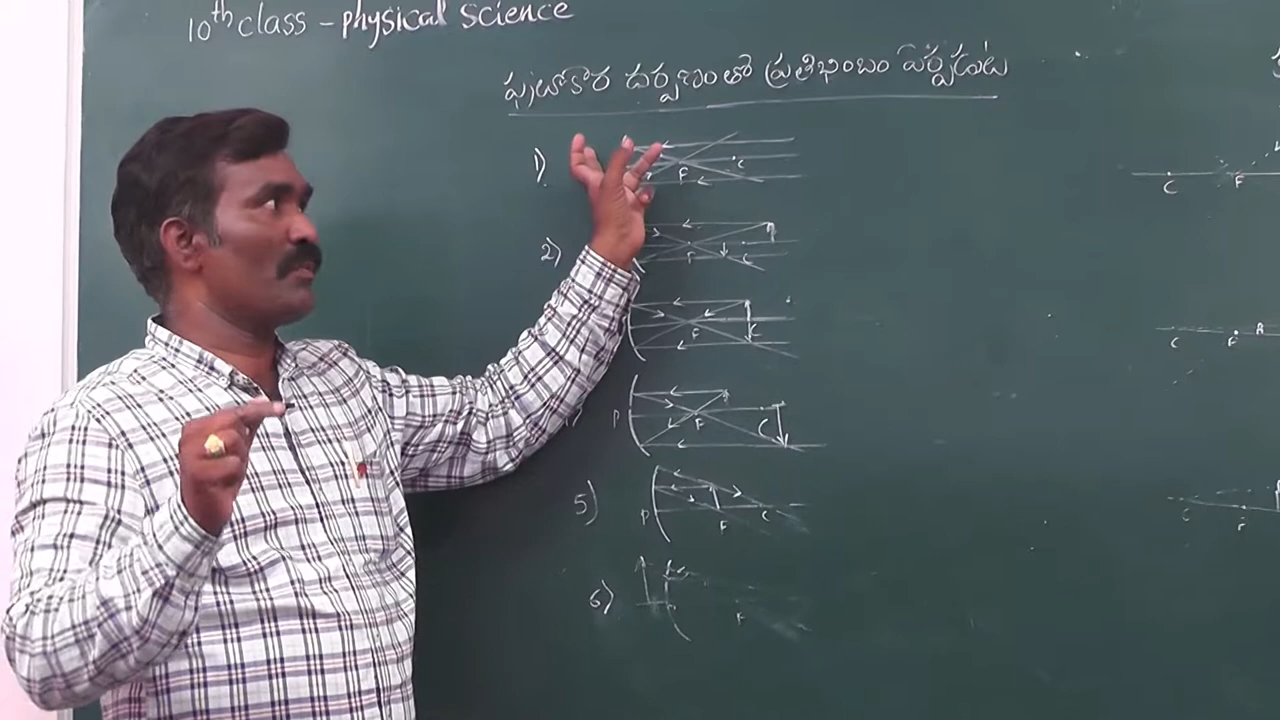 10th class - physical science
పుటాకార దర్పణంతో ప్రతిభింబం ఏర్పడుట
1)
F C
2)
F C
F C
P F C
5) P F C
6) F
C F
C F A
C F